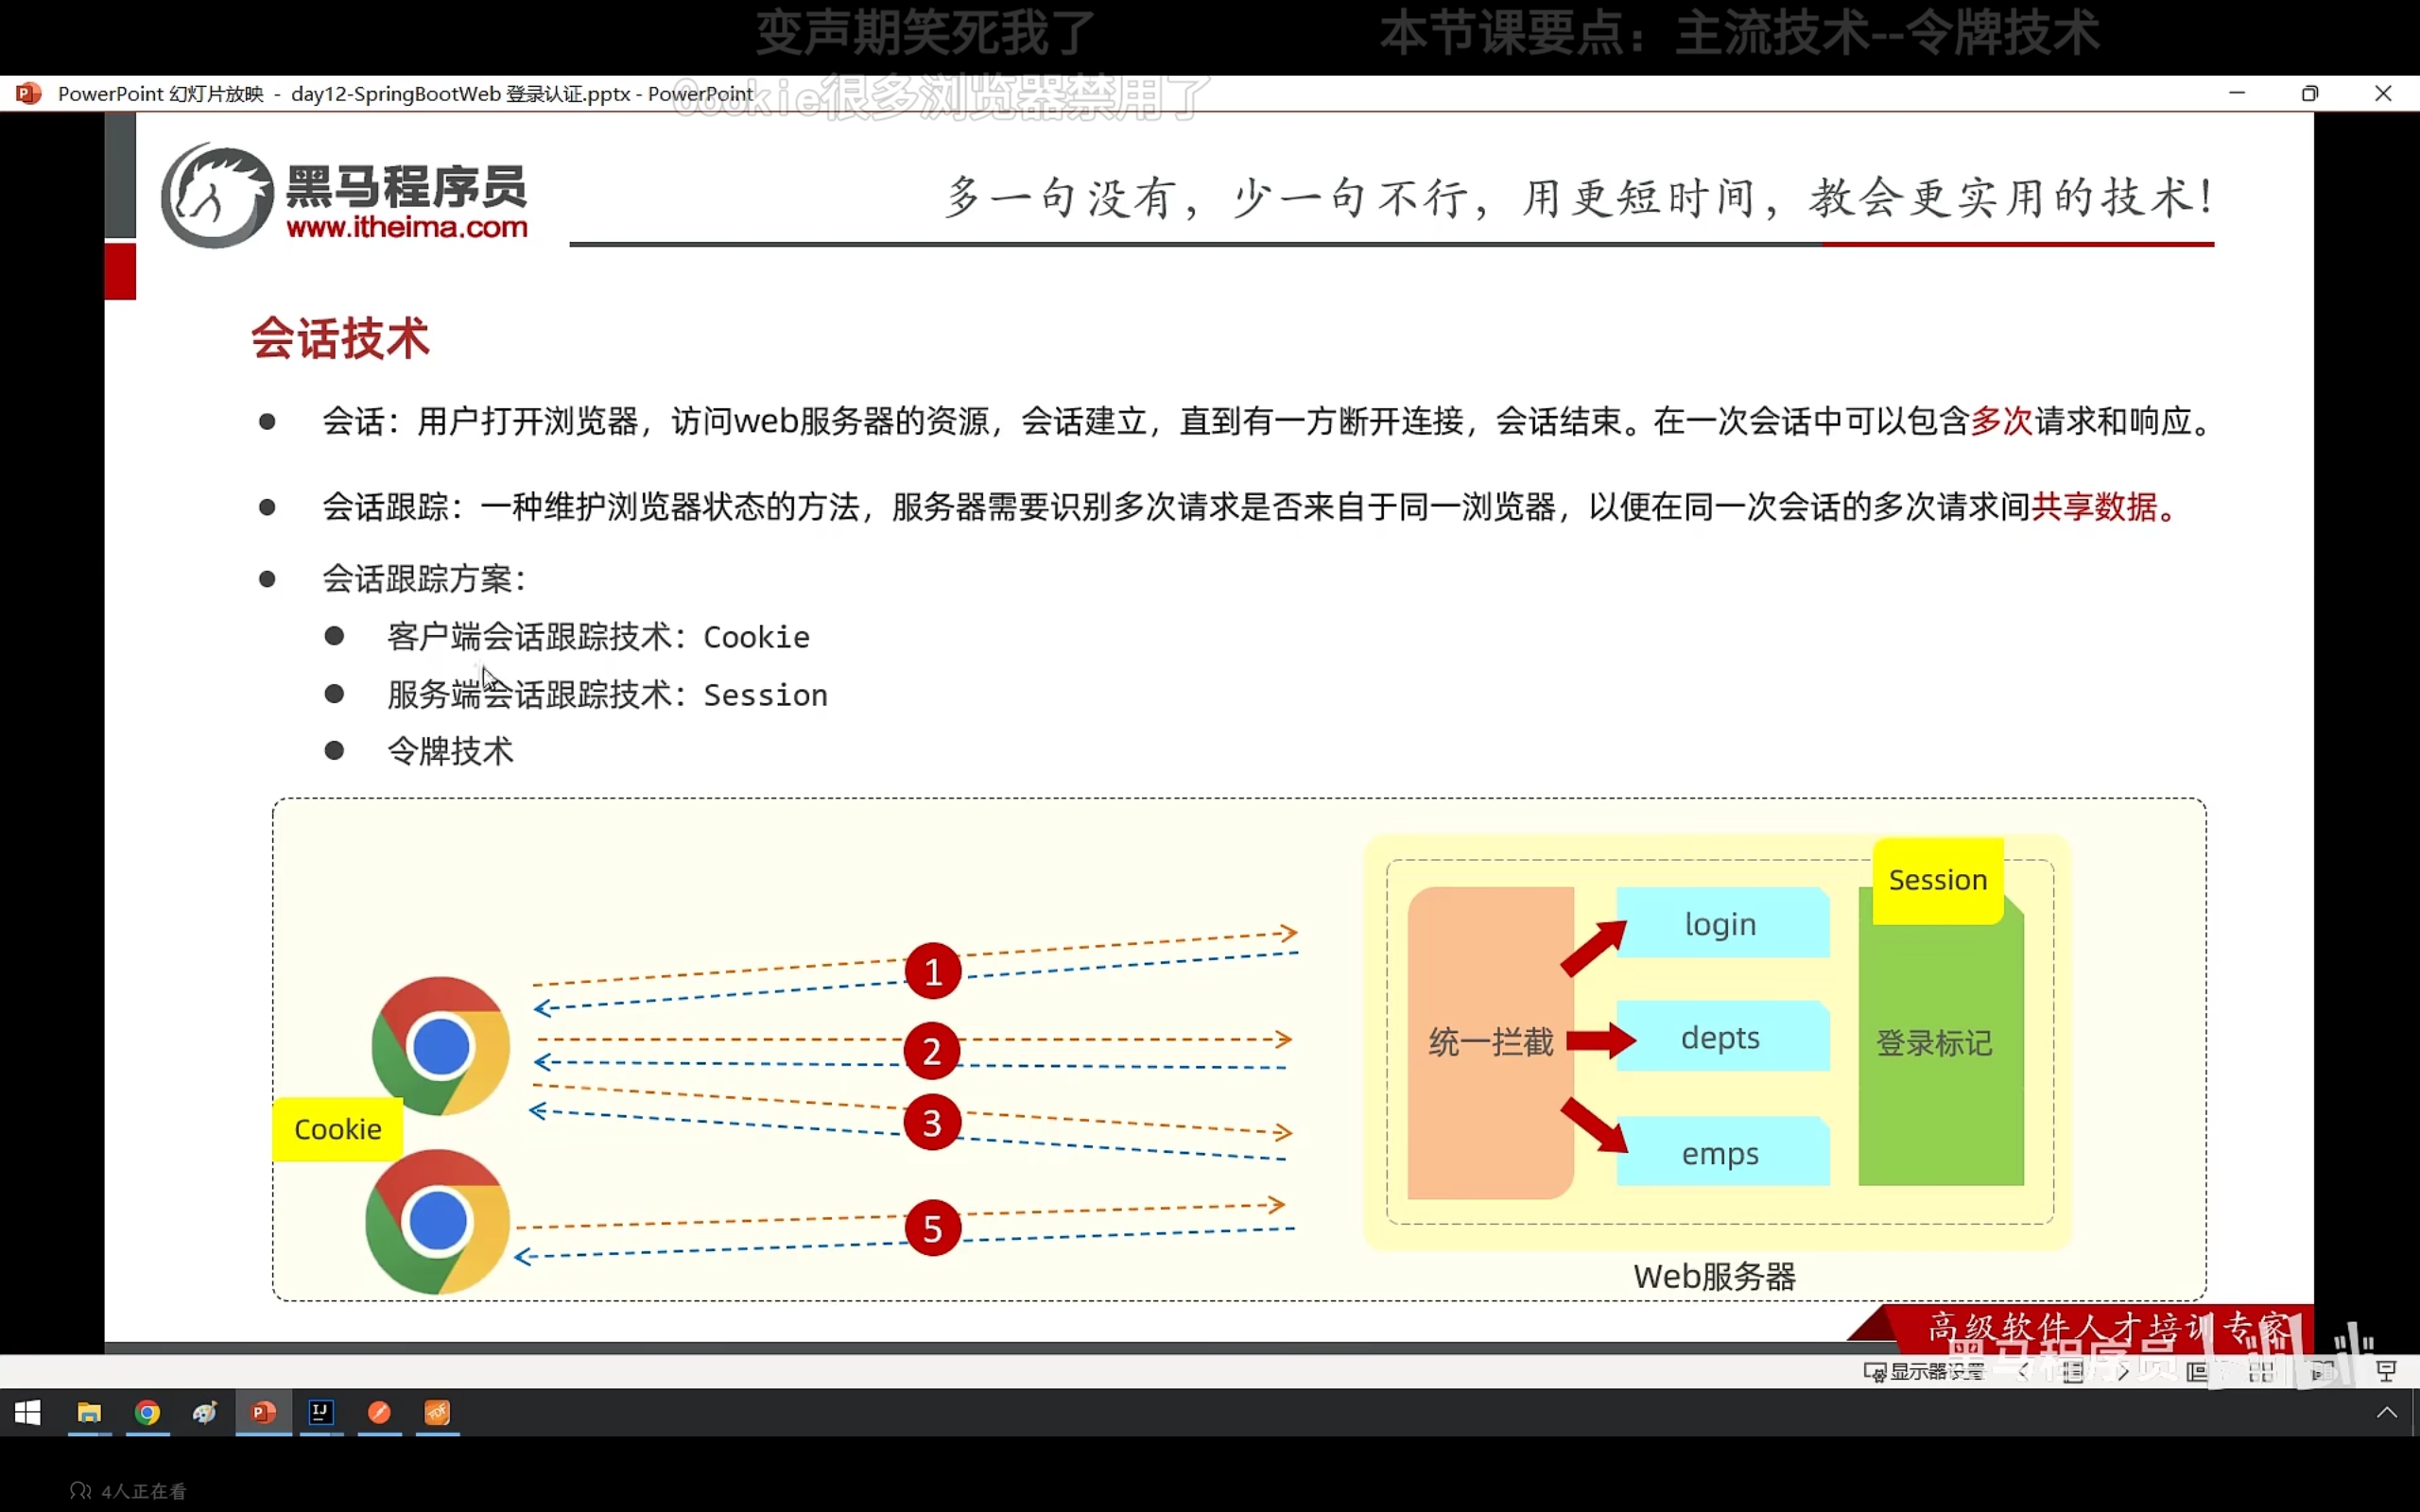 变声期笑死我了
本节课要点：主流技术--令牌技术
PowerPoint 幻灯片放映 - day12-SpringBootWeb 登录认证.pptx - PowerPoint
Cookie很多浏览器禁用了
黑马程序员
www.itheima.com
多一句没有，少一句不行，用更短时间，教会更实用的技术！
会话技术
● 会话：用户打开浏览器，访问web服务器的资源，会话建立，直到有一方断开连接，会话结束。在一次会话中可以包含多次请求和响应。
● 会话跟踪：一种维护浏览器状态的方法，服务器需要识别多次请求是否来自于同一浏览器，以便在同一次会话的多次请求间共享数据。
● 会话跟踪方案：
● 客户端会话跟踪技术：Cookie
● 服务端会话跟踪技术：Session
● 令牌技术
Session
login
1
统一拦截
depts
登录标记
2
Cookie
3
emps
5
Web服务器
高级软件人才培训专家
黑马程序员
显示器设置
4人正在看